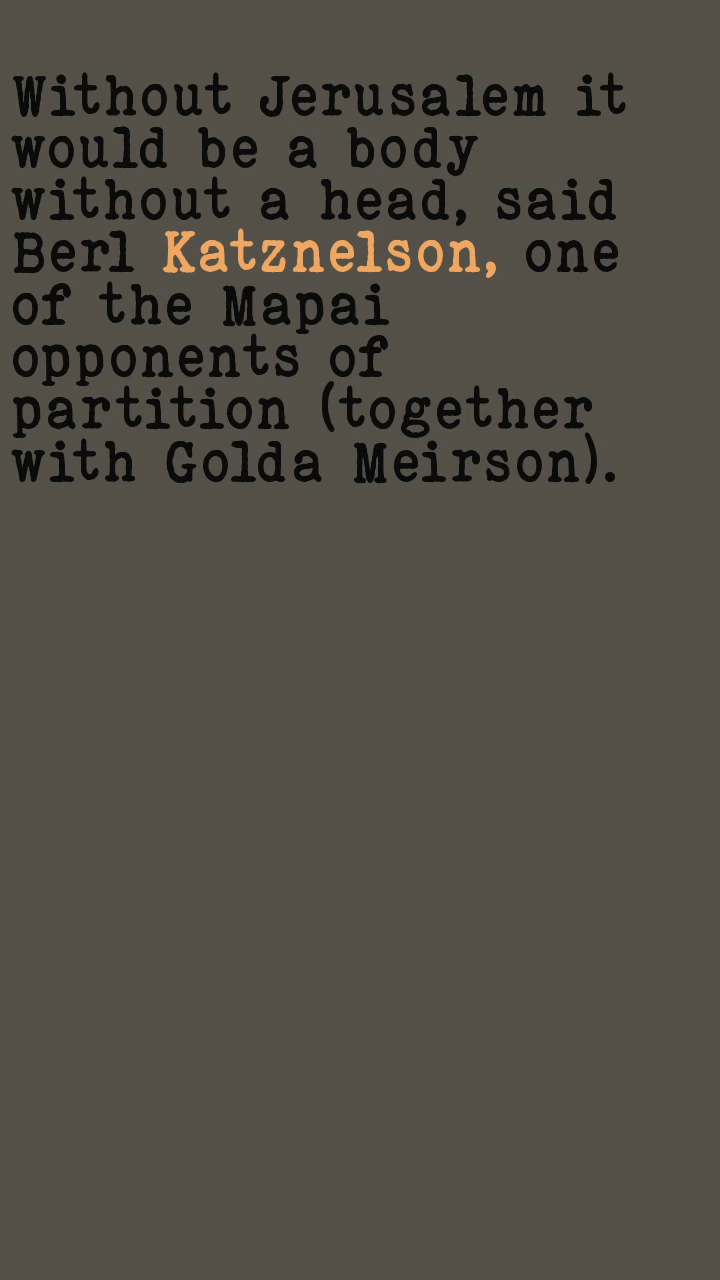 Without Jerusalem it
would be a body
without a head, said
Berl Katznelson, one
of the Mapai
opponents of
partition (together
with Golda Meirson).